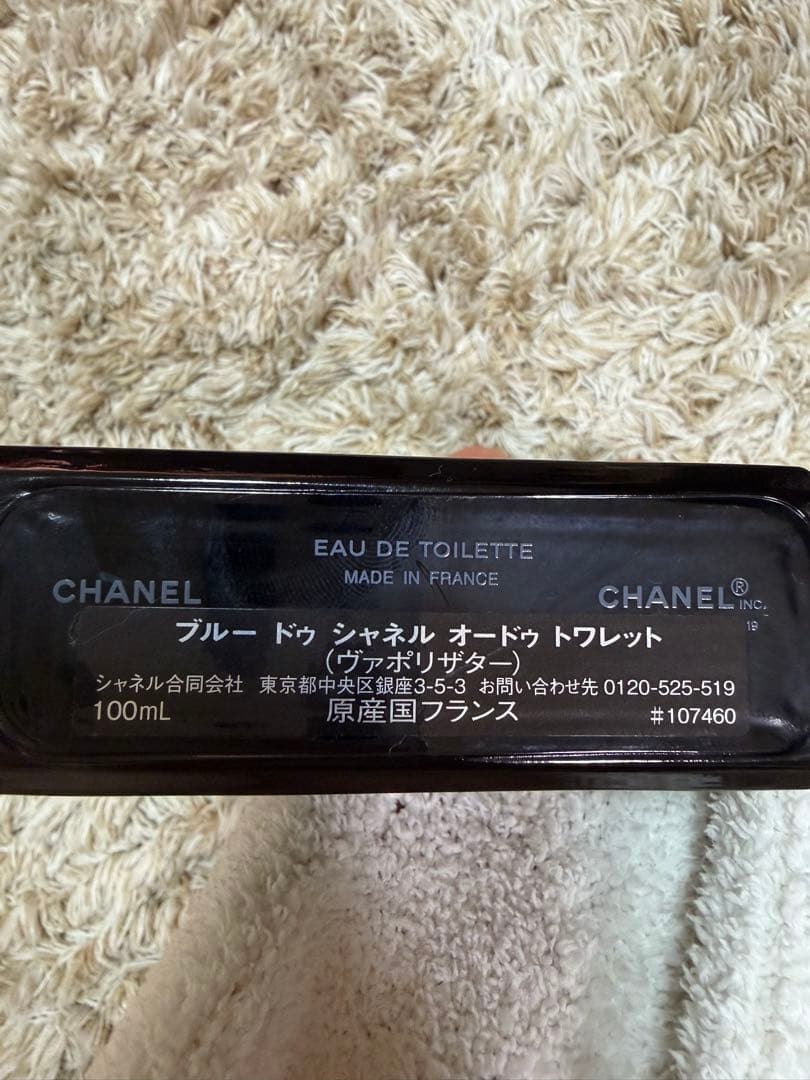 EAU DE TOILETTE
MADE IN FRANCE
CHANEL
CHANEL® INC.
19
ブルー ドゥ シャネル オードゥ トワレット
(ヴァポリザター)
シャネル合同会社 東京都中央区銀座3-5-3 お問い合わせ先 0120-525-519
100mL 原産国フランス #107460